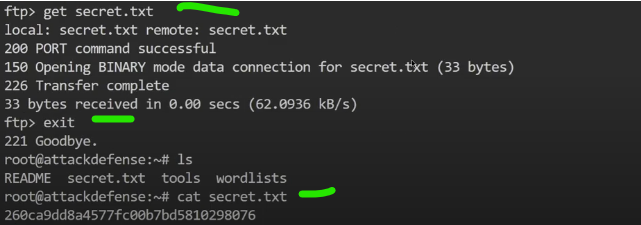 ftp> get secret.txt
local: secret.txt remote: secret.txt
200 PORT command successful
150 Opening BINARY mode data connection for secret.txt (33 bytes)
226 Transfer complete
33 bytes received in 0.00 secs (62.0936 kB/s)
ftp> exit
221 Goodbye.
root@attackdefense:~# ls
README  secret.txt  tools  wordlists
root@attackdefense:~# cat secret.txt
260ca9dd8a4577fc00b7bd5810298076